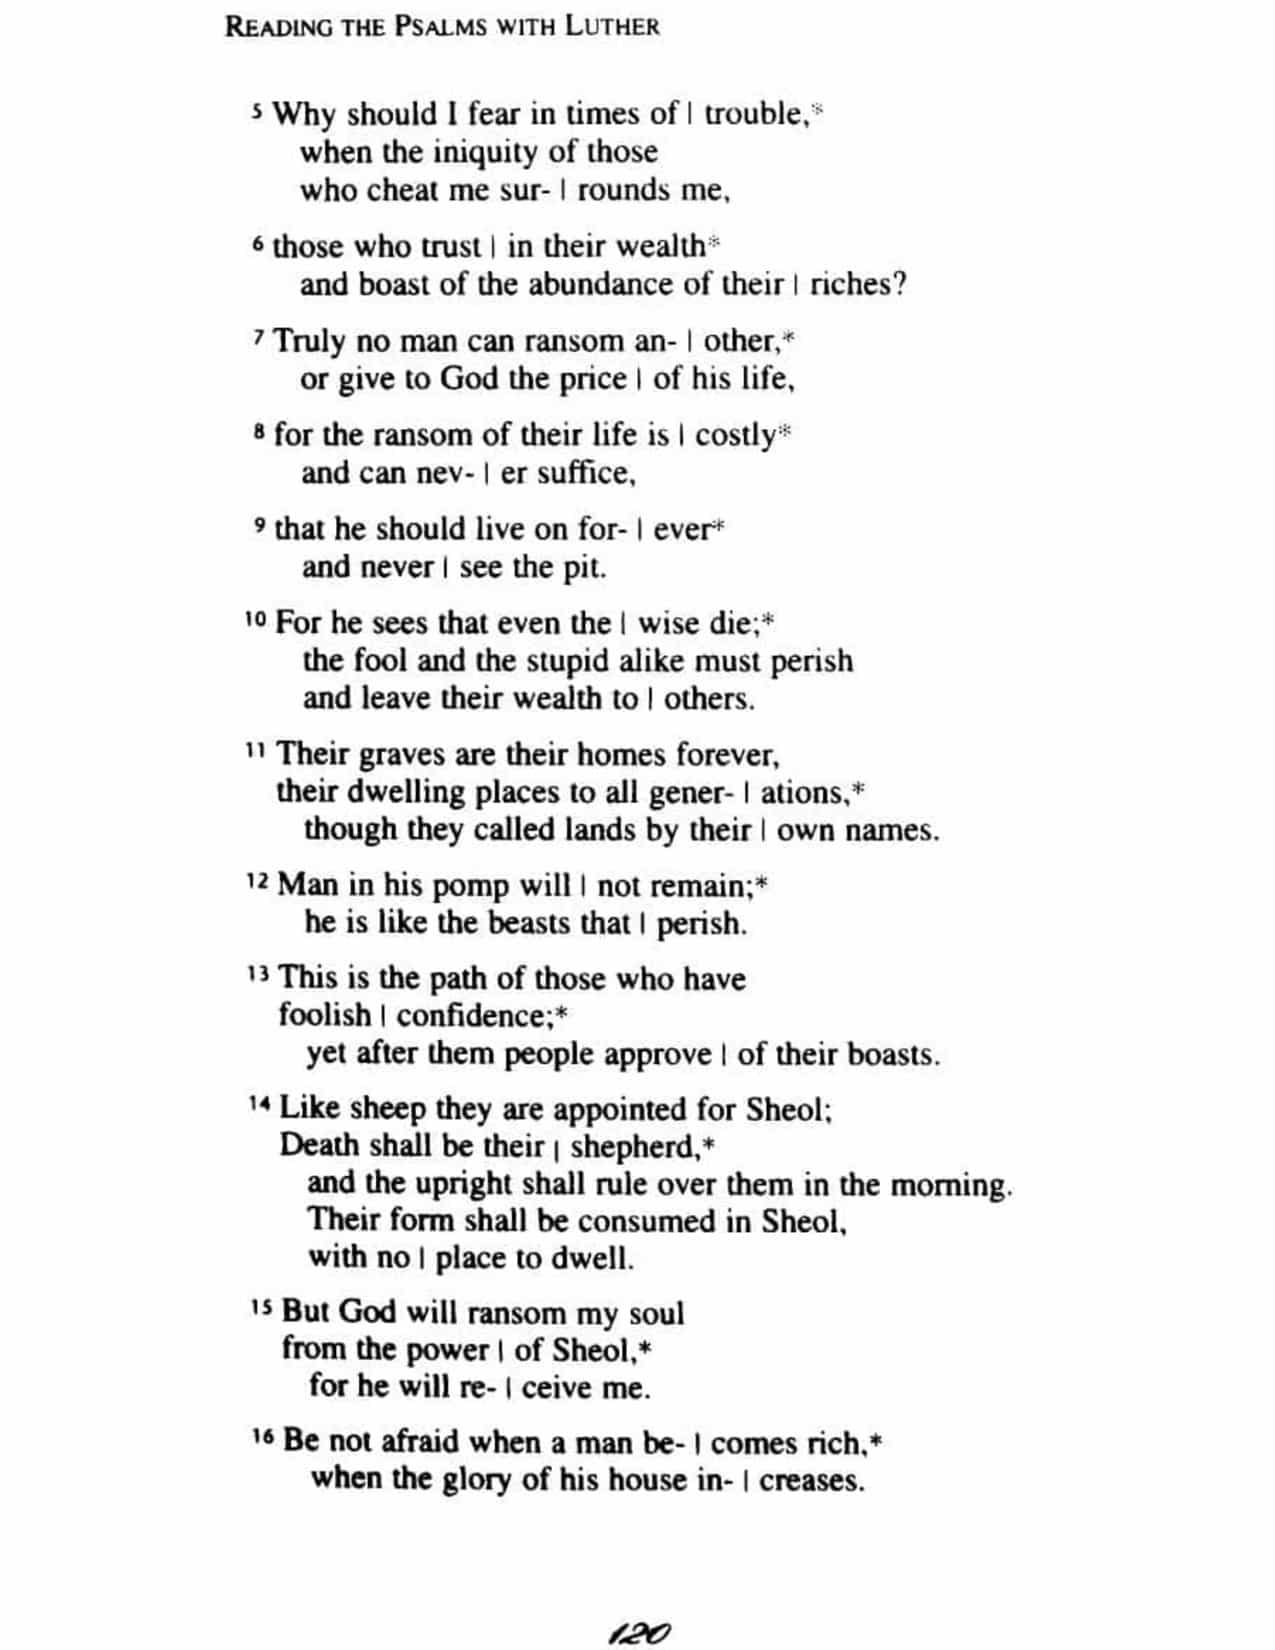 READING THE PSALMS WITH LUTHER
5 Why should I fear in times of | trouble,*
when the iniquity of those
who cheat me sur- | rounds me,
6 those who trust | in their wealth*
and boast of the abundance of their | riches?
7 Truly no man can ransom an- | other,*
or give to God the price | of his life,
8 for the ransom of their life is | costly*
and can nev- | er suffice,
9 that he should live on for- | ever*
and never | see the pit.
10 For he sees that even the | wise die;*
the fool and the stupid alike must perish
and leave their wealth to | others.
11 Their graves are their homes forever,
their dwelling places to all gener- | ations,*
though they called lands by their | own names.
12 Man in his pomp will | not remain;*
he is like the beasts that | perish.
13 This is the path of those who have
foolish | confidence;*
yet after them people approve | of their boasts.
14 Like sheep they are appointed for Sheol;
Death shall be their | shepherd,*
and the upright shall rule over them in the morning.
Their form shall be consumed in Sheol,
with no | place to dwell.
15 But God will ransom my soul
from the power | of Sheol,*
for he will re- | ceive me.
16 Be not afraid when a man be- | comes rich,*
when the glory of his house in- | creases.
120